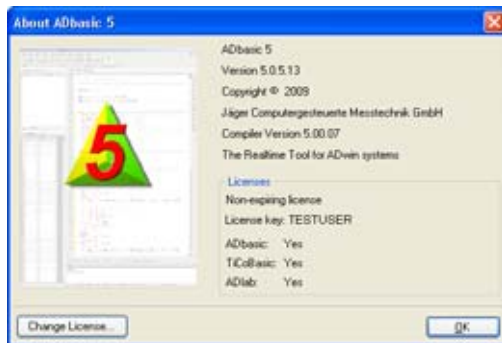 About ADbasic 5
5
ADbasic 5
Version 5.0.5.13
Copyright © 2009
Jäger Computergesteuerte Messtechnik GmbH
Compiler Version 5.00.07
The Realtime Tool for ADwin systems
Licenses
Non-expiring license
License key: TESTUSER
ADbasic: Yes
TiCoBasic: Yes
ADlab: Yes
Change License...
OK